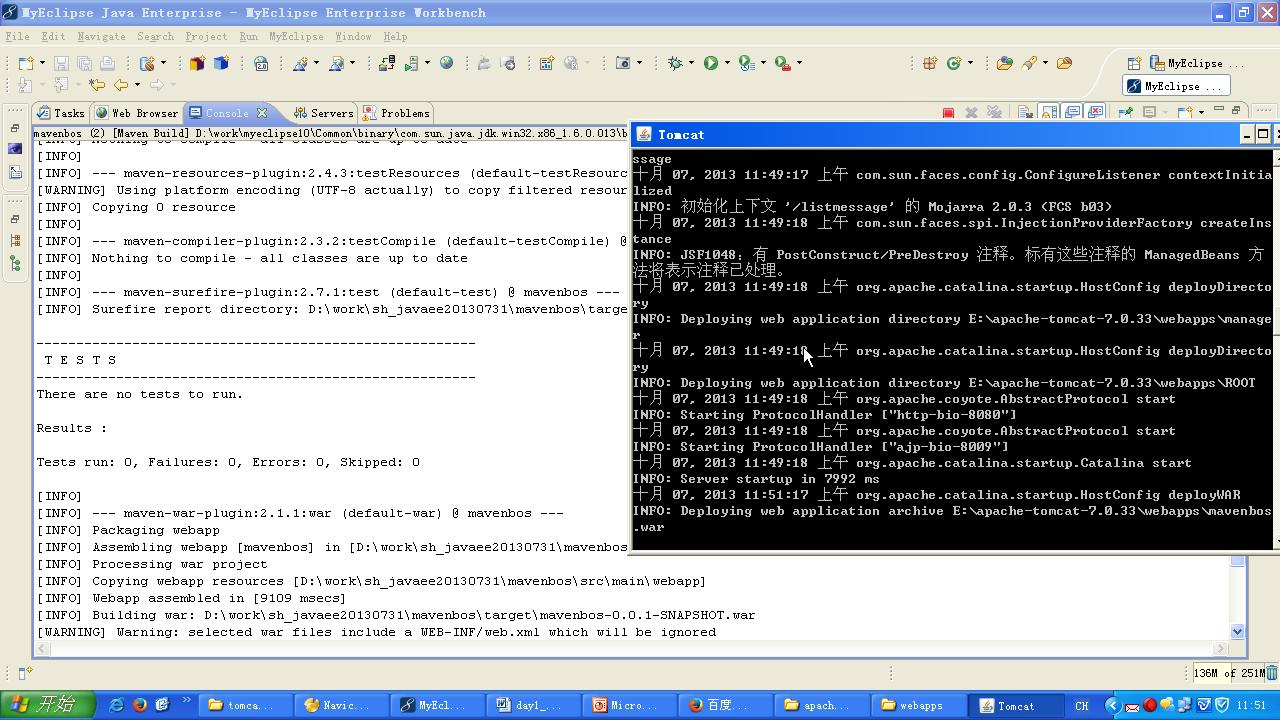 MyEclipse Java Enterprise - MyEclipse Enterprise Workbench
File Edit Navigate Search Project Run MyEclipse Window Help
MyEclipse ...
MyEclipse ...
Tasks Web Browser Console Servers Problems
mavenbos (2) [Maven Build] D:\work\myeclipse10\Common\binary\com.sun.java.jdk.win32.x86_1.6.0.013\b
[INFO] Nothing to compile - all classes are up to date
[INFO]
[INFO] --- maven-resources-plugin:2.4.3:testResources (default-testResourc
[WARNING] Using platform encoding (UTF-8 actually) to copy filtered resour
[INFO] Copying 0 resource
[INFO]
[INFO] --- maven-compiler-plugin:2.3.2:testCompile (default-testCompile) @
[INFO] Nothing to compile - all classes are up to date
[INFO]
[INFO] --- maven-surefire-plugin:2.7.1:test (default-test) @ mavenbos ---
[INFO] Surefire report directory: D:\work\sh_javaee20130731\mavenbos\targe
-------------------------------------------------------
T E S T S
-------------------------------------------------------
There are no tests to run.
Results :
Tests run: 0, Failures: 0, Errors: 0, Skipped: 0
[INFO]
[INFO] --- maven-war-plugin:2.1.1:war (default-war) @ mavenbos ---
[INFO] Packaging webapp
[INFO] Assembling webapp [mavenbos] in [D:\work\sh_javaee20130731\mavenbos
[INFO] Processing war project
[INFO] Copying webapp resources [D:\work\sh_javaee20130731\mavenbos\src\main\webapp]
[INFO] Webapp assembled in [9109 msecs]
[INFO] Building war: D:\work\sh_javaee20130731\mavenbos\target\mavenbos-0.0.1-SNAPSHOT.war
[WARNING] Warning: selected war files include a WEB-INF/web.xml which will be ignored
Tomcat
ssage
十月 07, 2013 11:49:17 上午 com.sun.faces.config.ConfigureListener contextInitia
lized
INFO: 初始化上下文 '/listmessage' 的 Mojarra 2.0.3 (FCS b03)
十月 07, 2013 11:49:18 上午 com.sun.faces.spi.InjectionProviderFactory createIns
tance
INFO: JSF1048：有 PostConstruct/PreDestroy 注释。标有这些注释的 ManagedBeans 方
法将表示注释已处理。
十月 07, 2013 11:49:18 上午 org.apache.catalina.startup.HostConfig deployDirecto
ry
INFO: Deploying web application directory E:\apache-tomcat-7.0.33\webapps\manage
r
十月 07, 2013 11:49:18 上午 org.apache.catalina.startup.HostConfig deployDirecto
ry
INFO: Deploying web application directory E:\apache-tomcat-7.0.33\webapps\ROOT
十月 07, 2013 11:49:18 上午 org.apache.coyote.AbstractProtocol start
INFO: Starting ProtocolHandler ["http-bio-8080"]
十月 07, 2013 11:49:18 上午 org.apache.coyote.AbstractProtocol start
INFO: Starting ProtocolHandler ["ajp-bio-8009"]
十月 07, 2013 11:49:18 上午 org.apache.catalina.startup.Catalina start
INFO: Server startup in 7992 ms
十月 07, 2013 11:51:17 上午 org.apache.catalina.startup.HostConfig deployWAR
INFO: Deploying web application archive E:\apache-tomcat-7.0.33\webapps\mavenbos
.war
136M of 251M
开始 tomca... Navic... MyEcl day1_... Micro... 百度... apach... webapps Tomcat CH 11:51